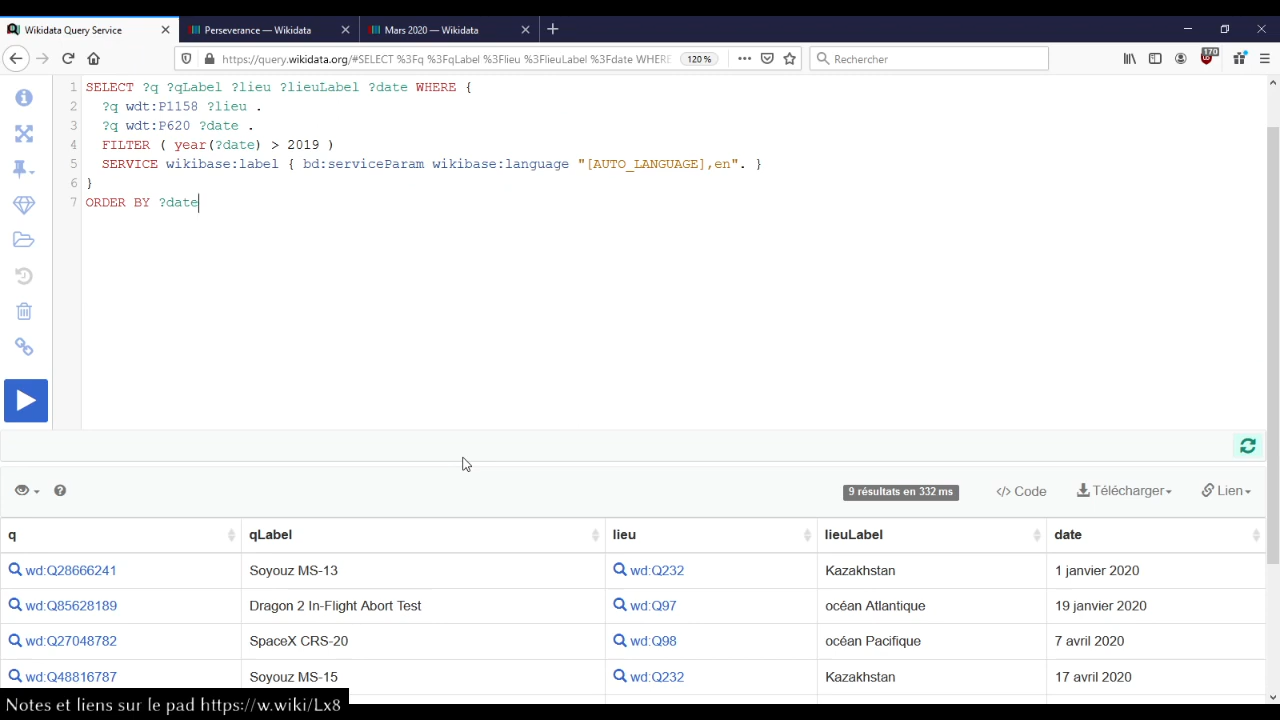 Wikidata Query Service
Perseverance — Wikidata
Mars 2020 — Wikidata
https://query.wikidata.org/#SELECT %3Fq %3FqLabel %3Flieu %3FlieuLabel %3Fdate WHERE
120 %
Rechercher
170
1 SELECT ?q ?qLabel ?lieu ?lieuLabel ?date WHERE {
2 ?q wdt:P1158 ?lieu .
3 ?q wdt:P620 ?date .
4 FILTER ( year(?date) > 2019 )
5 SERVICE wikibase:label { bd:serviceParam wikibase:language "[AUTO_LANGUAGE],en". }
6 }
7 ORDER BY ?date
9 résultats en 332 ms
</> Code
Télécharger
Lien
q qLabel lieu lieuLabel date
wd:Q28666241 Soyouz MS-13 wd:Q232 Kazakhstan 1 janvier 2020
wd:Q85628189 Dragon 2 In-Flight Abort Test wd:Q97 océan Atlantique 19 janvier 2020
wd:Q27048782 SpaceX CRS-20 wd:Q98 océan Pacifique 7 avril 2020
wd:Q48816787 Soyouz MS-15 wd:Q232 Kazakhstan 17 avril 2020
Notes et liens sur le pad https://w.wiki/Lx8